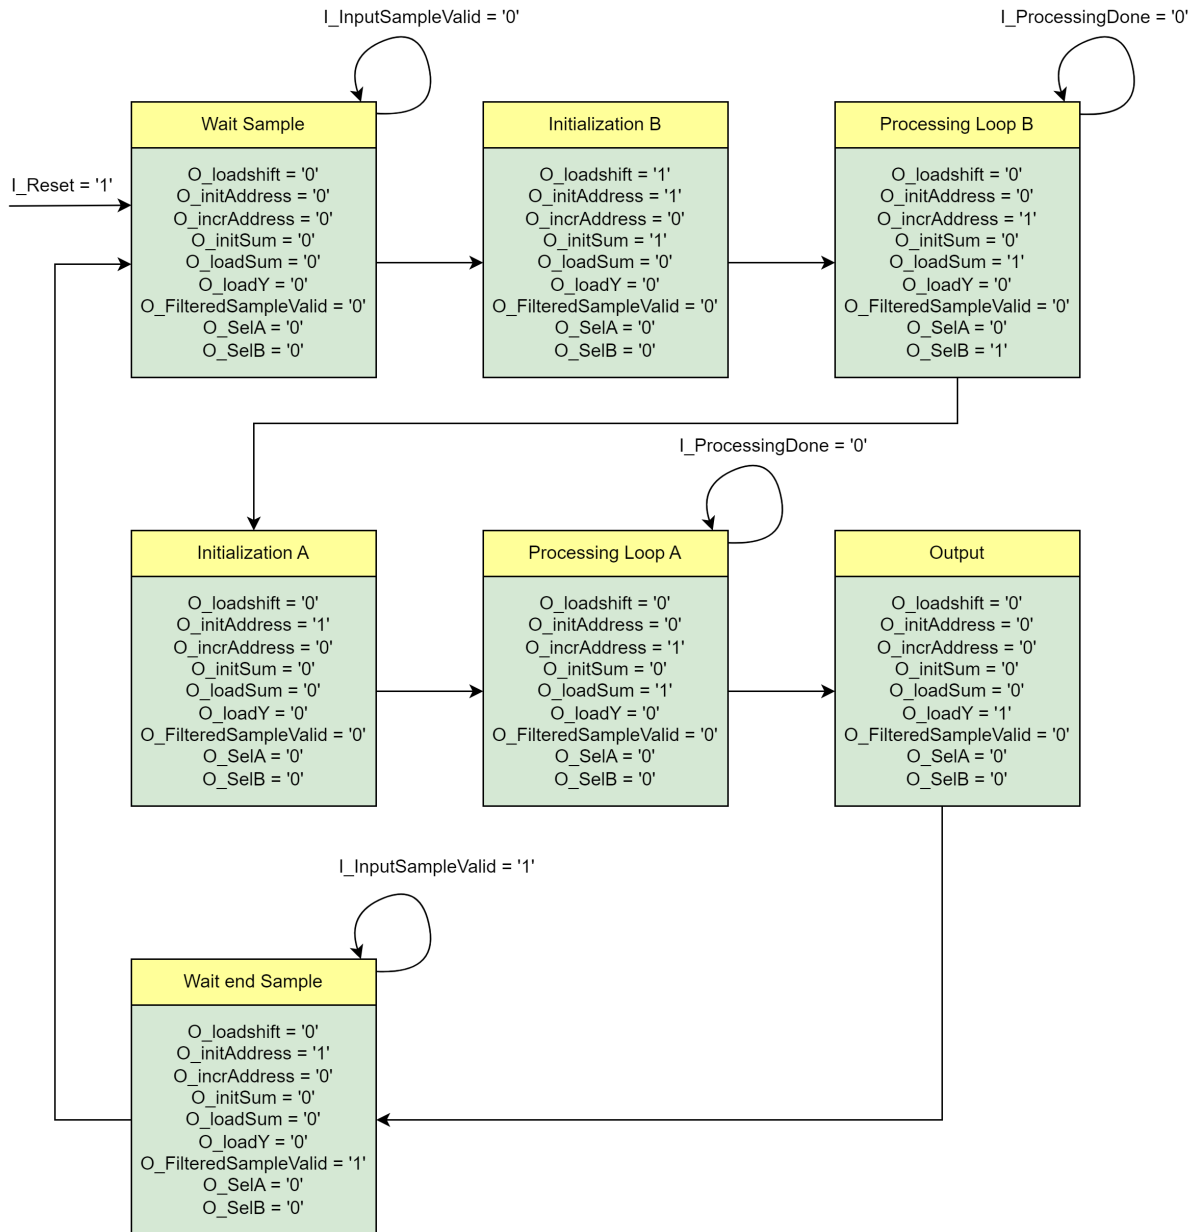 I_InputSampleValid = '0'
I_ProcessingDone = '0'
I_Reset = '1'
Wait Sample
O_loadshift = '0'
O_initAddress = '0'
O_incrAddress = '0'
O_initSum = '0'
O_loadSum = '0'
O_loadY = '0'
O_FilteredSampleValid = '0'
O_SelA = '0'
O_SelB = '0'
Initialization B
O_loadshift = '1'
O_initAddress = '1'
O_incrAddress = '0'
O_initSum = '1'
O_loadSum = '0'
O_loadY = '0'
O_FilteredSampleValid = '0'
O_SelA = '0'
O_SelB = '0'
Processing Loop B
O_loadshift = '0'
O_initAddress = '0'
O_incrAddress = '1'
O_initSum = '0'
O_loadSum = '1'
O_loadY = '0'
O_FilteredSampleValid = '0'
O_SelA = '0'
O_SelB = '1'
I_ProcessingDone = '0'
Initialization A
O_loadshift = '0'
O_initAddress = '1'
O_incrAddress = '0'
O_initSum = '0'
O_loadSum = '0'
O_loadY = '0'
O_FilteredSampleValid = '0'
O_SelA = '0'
O_SelB = '0'
Processing Loop A
O_loadshift = '0'
O_initAddress = '0'
O_incrAddress = '1'
O_initSum = '0'
O_loadSum = '1'
O_loadY = '0'
O_FilteredSampleValid = '0'
O_SelA = '0'
O_SelB = '0'
Output
O_loadshift = '0'
O_initAddress = '0'
O_incrAddress = '0'
O_initSum = '0'
O_loadSum = '0'
O_loadY = '1'
O_FilteredSampleValid = '0'
O_SelA = '0'
O_SelB = '0'
I_InputSampleValid = '1'
Wait end Sample
O_loadshift = '0'
O_initAddress = '1'
O_incrAddress = '0'
O_initSum = '0'
O_loadSum = '0'
O_loadY = '0'
O_FilteredSampleValid = '1'
O_SelA = '0'
O_SelB = '0'